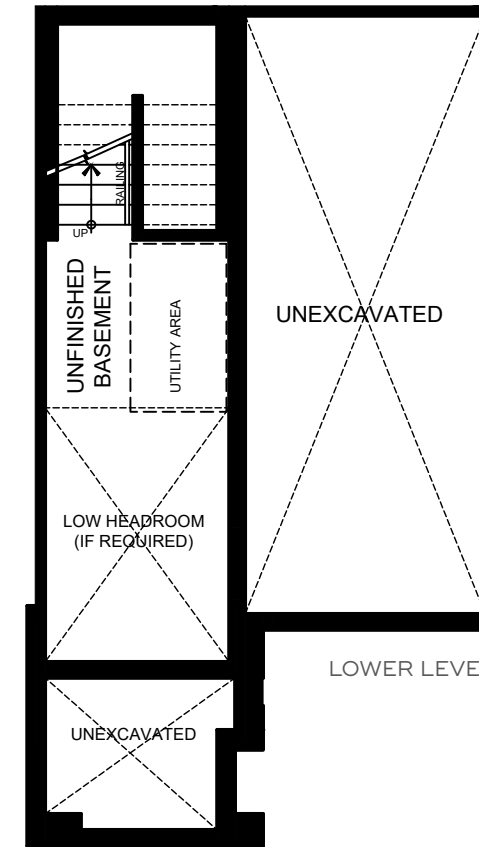 RAILING
UP
UNFINISHED
BASEMENT
UTILITY AREA
UNEXCAVATED
LOW HEADROOM
(IF REQUIRED)
LOWER LEVE
UNEXCAVATED